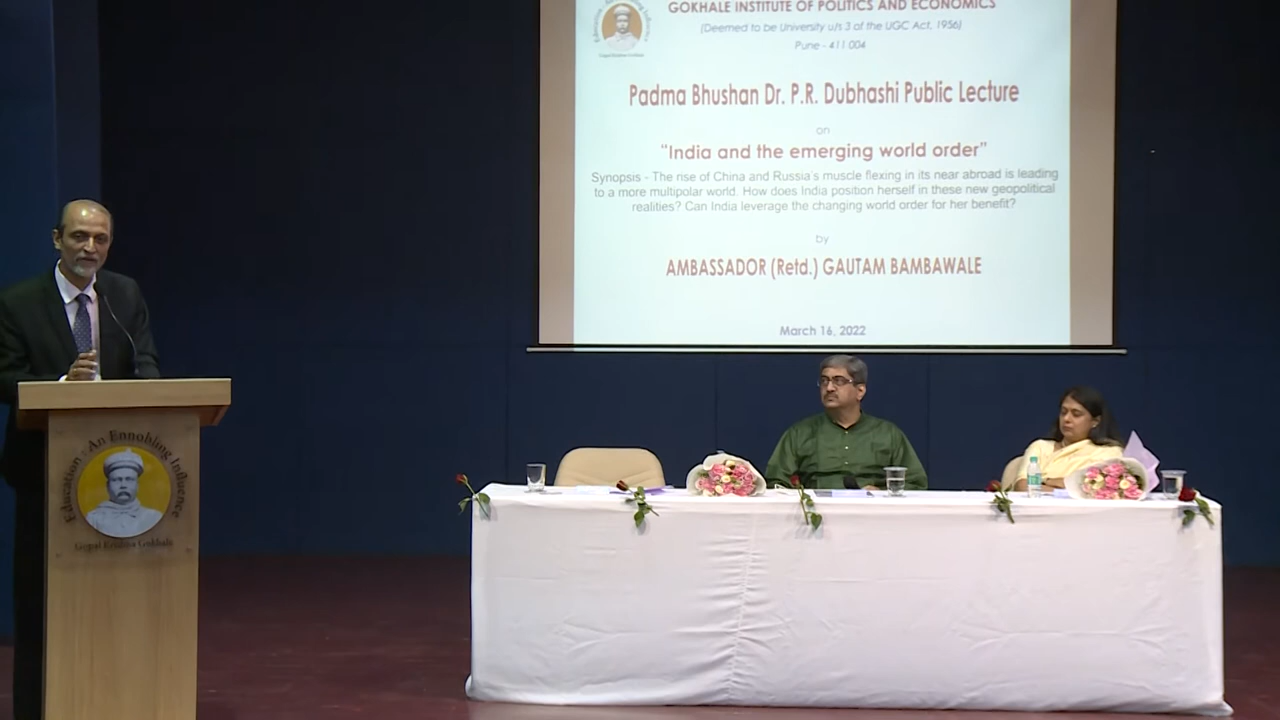 GOKHALE INSTITUTE OF POLITICS AND ECONOMICS
(Deemed to be University u/s 3 of the UGC Act, 1956)
Pune - 411 004
Padma Bhushan Dr. P.R. Dubhashi Public Lecture
on
“India and the emerging world order”
Synopsis - The rise of China and Russia's muscle flexing in its near abroad is leading
to a more multipolar world. How does India position herself in these new geopolitical
realities? Can India leverage the changing world order for her benefit?
by
AMBASSADOR (Retd.) GAUTAM BAMBAWALE
March 16, 2022
Education - An Ennobling Influence
Gopal Krishna Gokhale